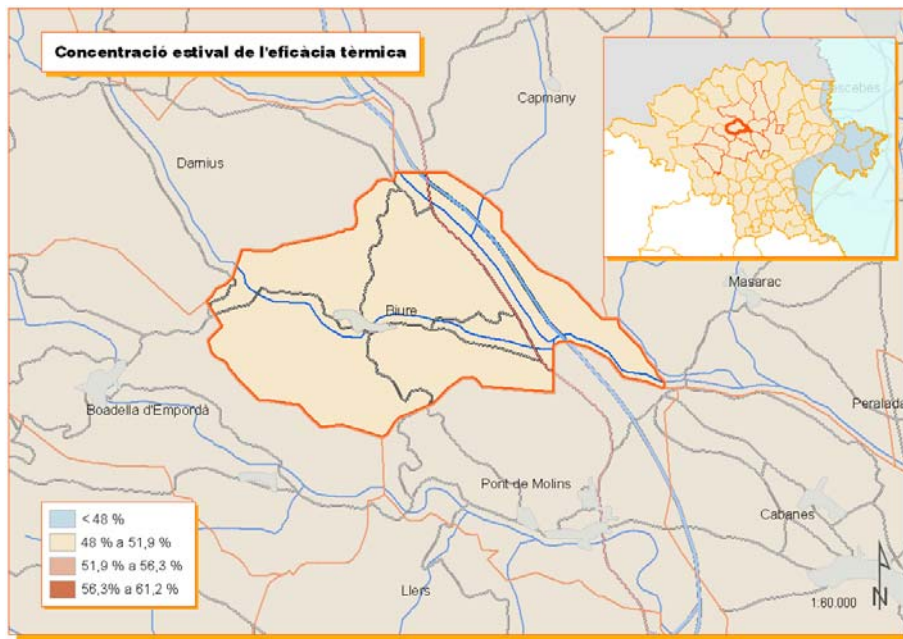 Concentració estival de l'eficàcia tèrmica
Capmany
Darnius
Masarac
Biure
Boadella d'Empordà
Peralada
Pont de Molins
Cabanes
Llers
< 48 %
48 % a 51,9 %
51,9 % a 56,3 %
56,3% a 61,2 %
1:60.000
N